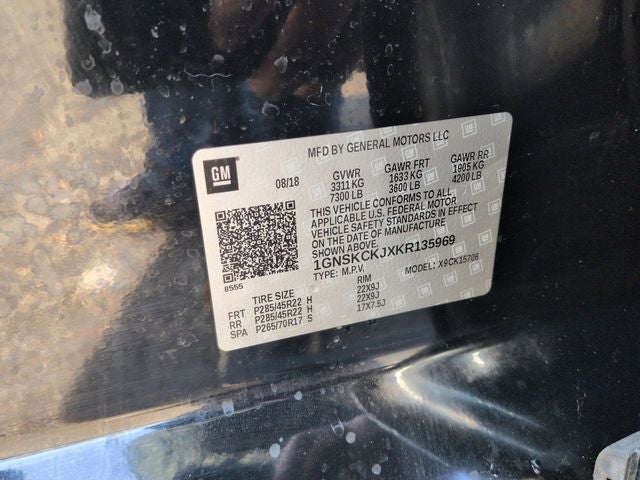 MFD BY GENERAL MOTORS LLC
GM
08/18
GVWR GAWR FRT GAWR RR
3311 KG 1633 KG 1905 KG
7300 LB 3600 LB 4200 LB
THIS VEHICLE CONFORMS TO ALL
APPLICABLE U.S. FEDERAL MOTOR
VEHICLE SAFETY STANDARDS IN EFFECT
ON THE DATE OF MANUFACTURE
SHOWN ABOVE.
1GNSKCKJXKR135969
TYPE: M.P.V. MODEL: X9CK15706
8555
TIRE SIZE RIM
FRT P285/45R22 H 22X9J
RR P285/45R22 H 22X9J
SPA P265/70R17 S 17X7.5J